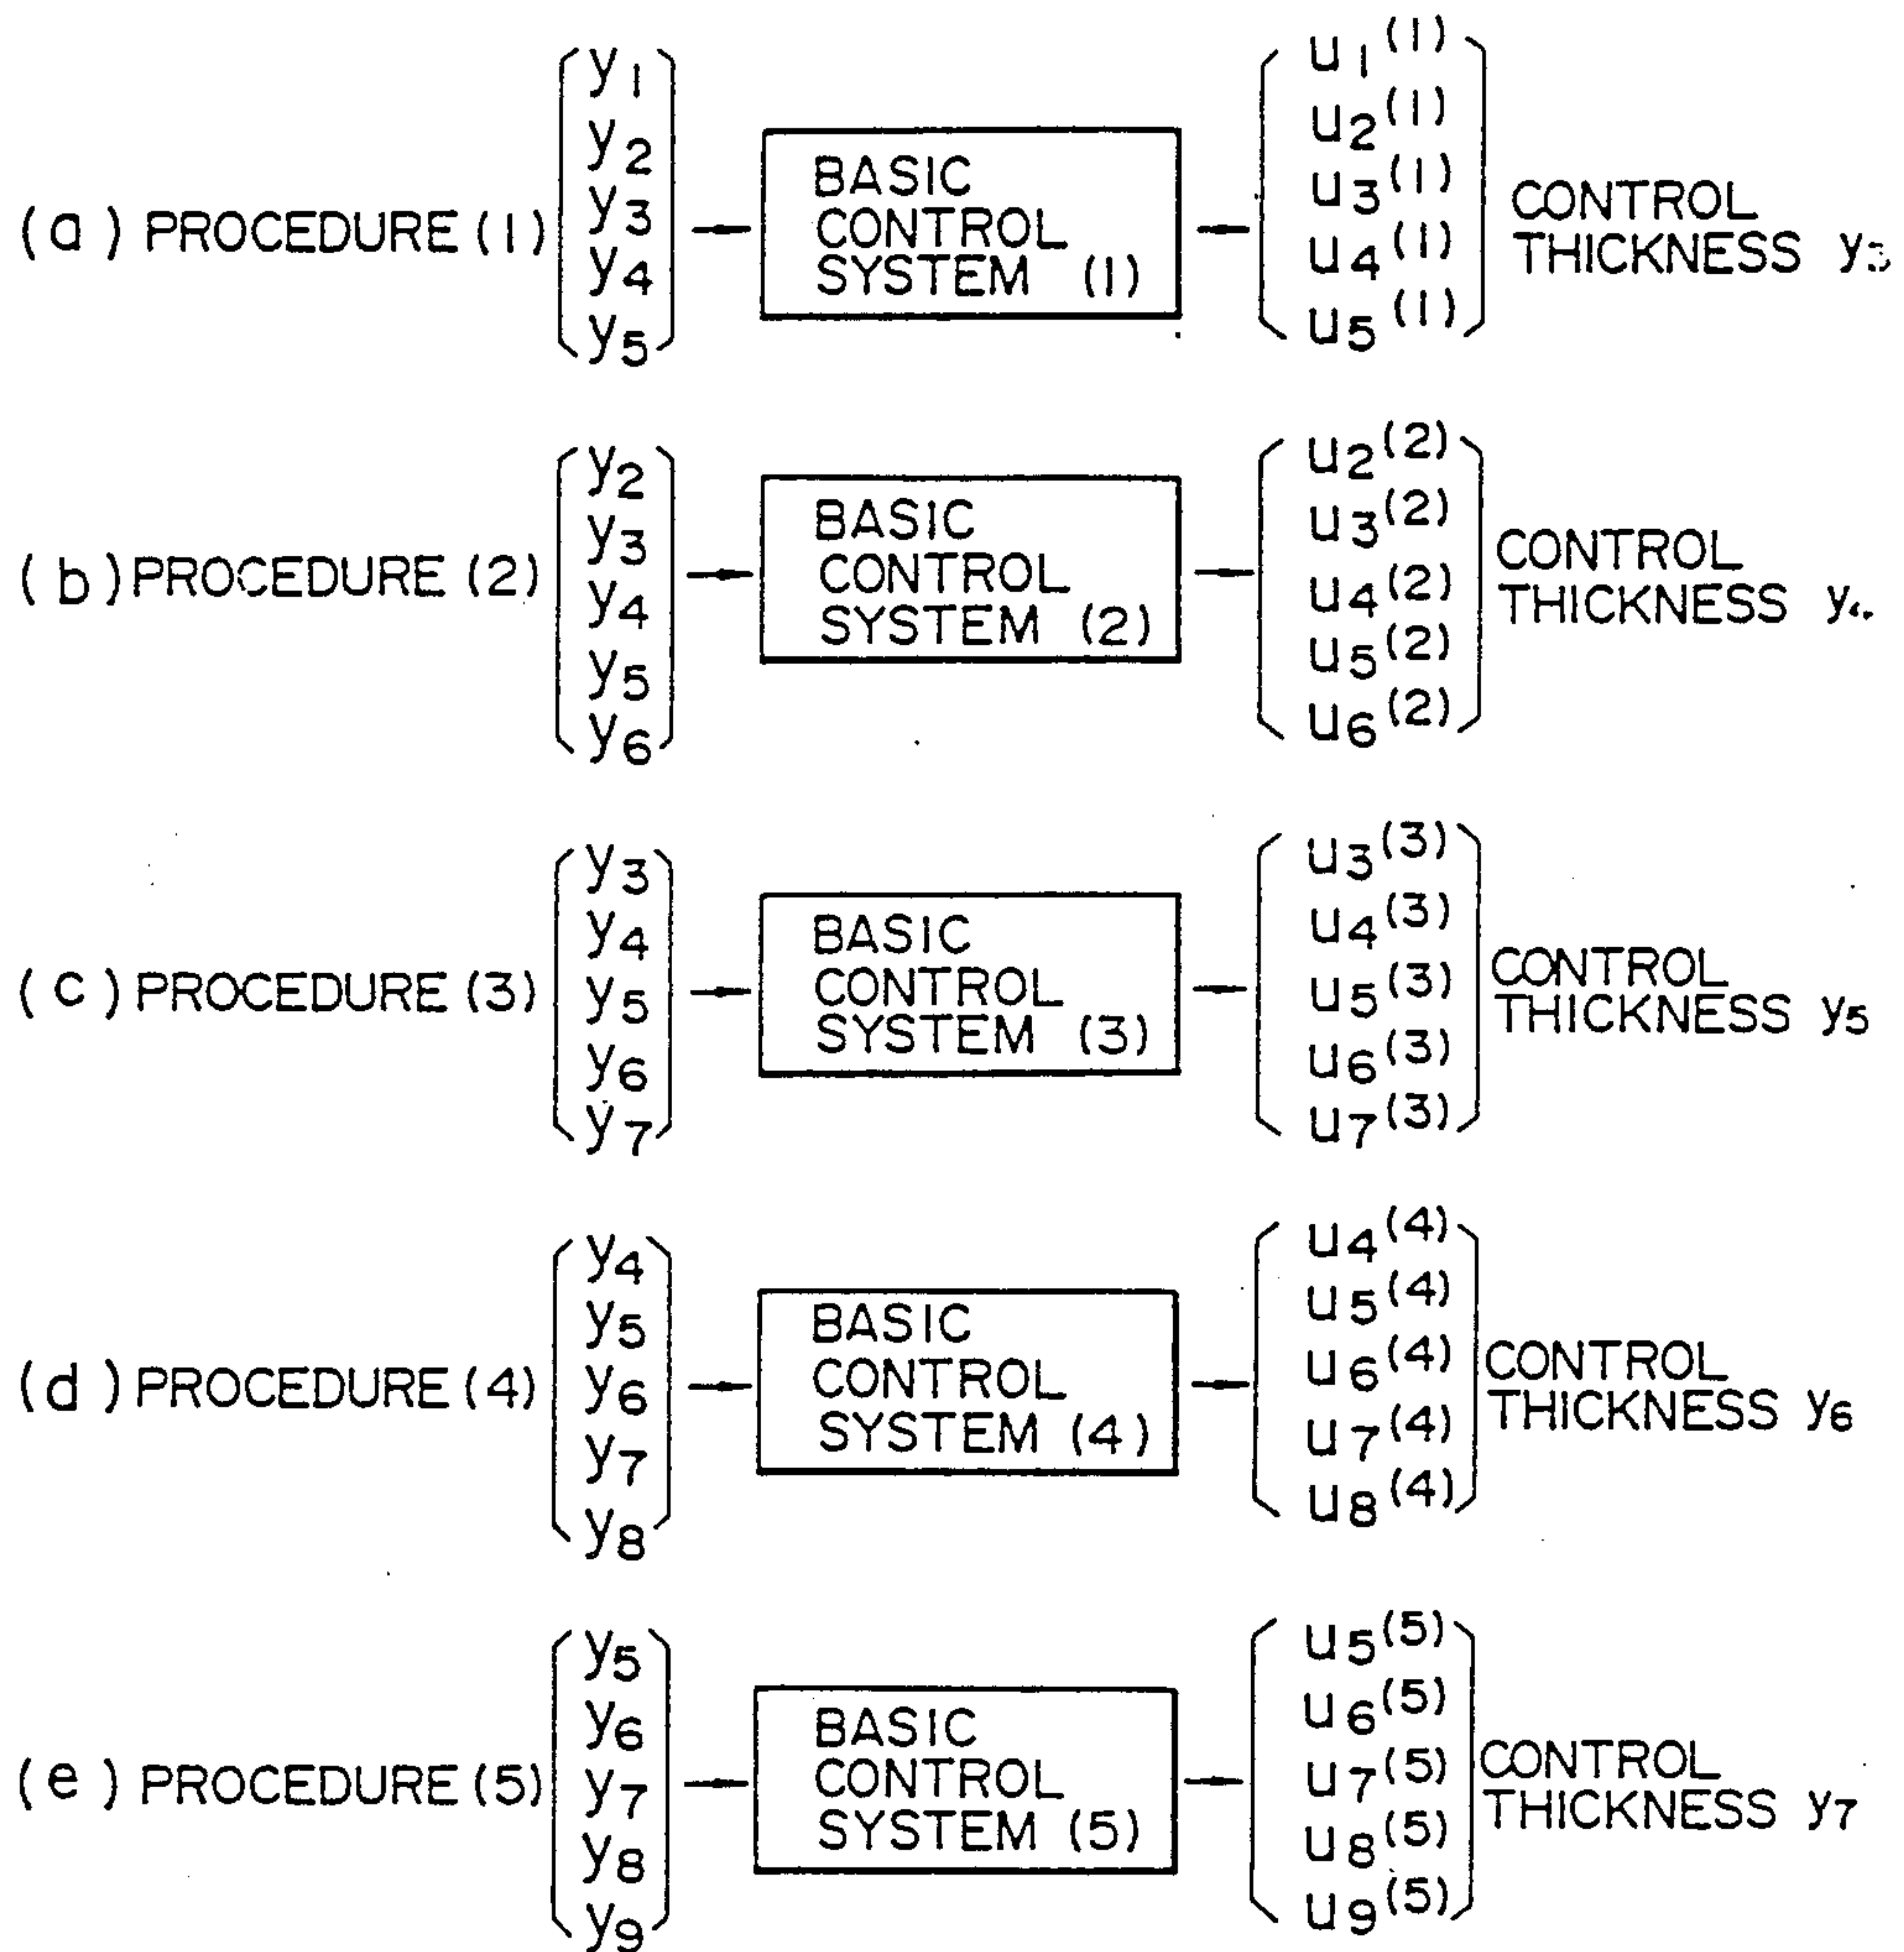 (a) PROCEDURE (1)
y1
y2
y3
y4
y5
BASIC
CONTROL
SYSTEM (1)
u1(1)
u2(1)
u3(1)
u4(1)
u5(1)
CONTROL
THICKNESS
(b) PROCEDURE (2)
y2
y3
y4
y5
y6
BASIC
CONTROL
SYSTEM (2)
u2(2)
u3(2)
u4(2)
u5(2)
u6(2)
CONTROL
THICKNESS
(c) PROCEDURE (3)
y3
y4
y5
y6
y7
BASIC
CONTROL
SYSTEM (3)
u3(3)
u4(3)
u5(3)
u6(3)
u7(3)
CONTROL
THICKNESS y5
(d) PROCEDURE (4)
y4
y5
y6
y7
y8
BASIC
CONTROL
SYSTEM (4)
u4(4)
u5(4)
u6(4)
u7(4)
u8(4)
CONTROL
THICKNESS y6
(e) PROCEDURE (5)
y5
y6
y7
y8
y9
BASIC
CONTROL
SYSTEM (5)
u5(5)
u6(5)
u7(5)
u8(5)
u9(5)
CONTROL
THICKNESS y7